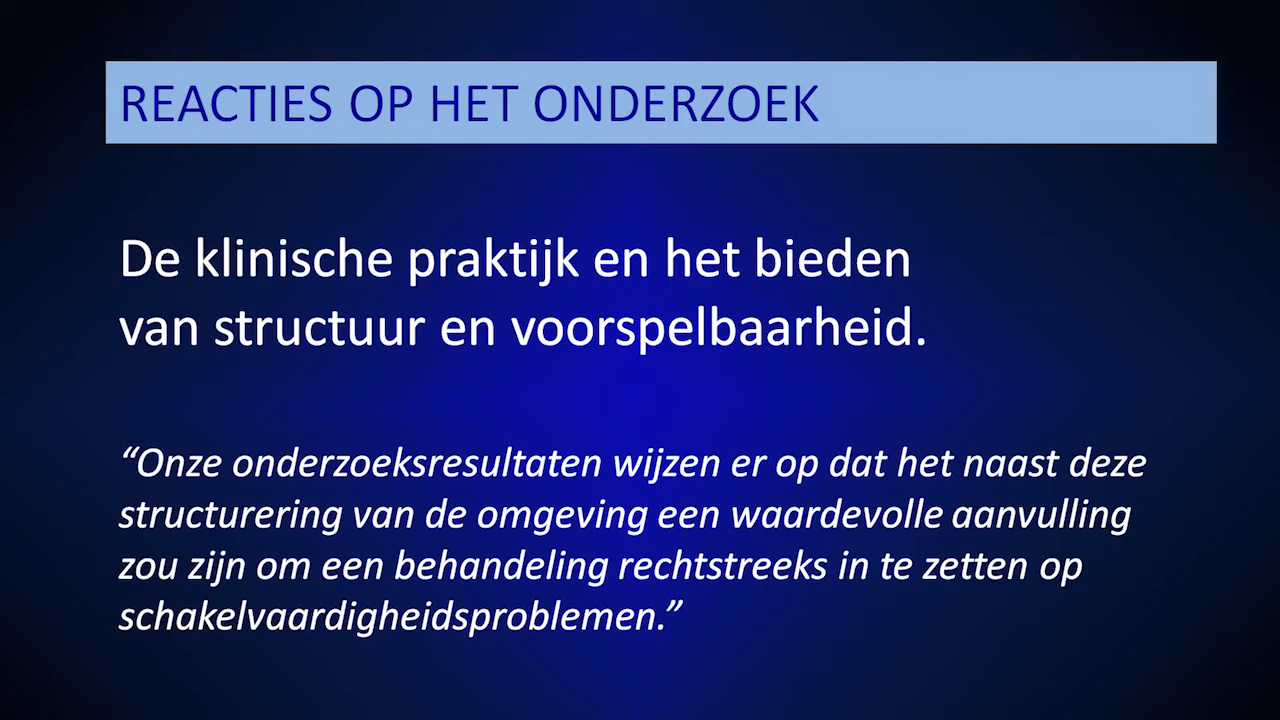 REACTIES OP HET ONDERZOEK
De klinische praktijk en het bieden
van structuur en voorspelbaarheid.
“Onze onderzoeksresultaten wijzen er op dat het naast deze
structurering van de omgeving een waardevolle aanvulling
zou zijn om een behandeling rechtstreeks in te zetten op
schakelvaardigheidsproblemen.”